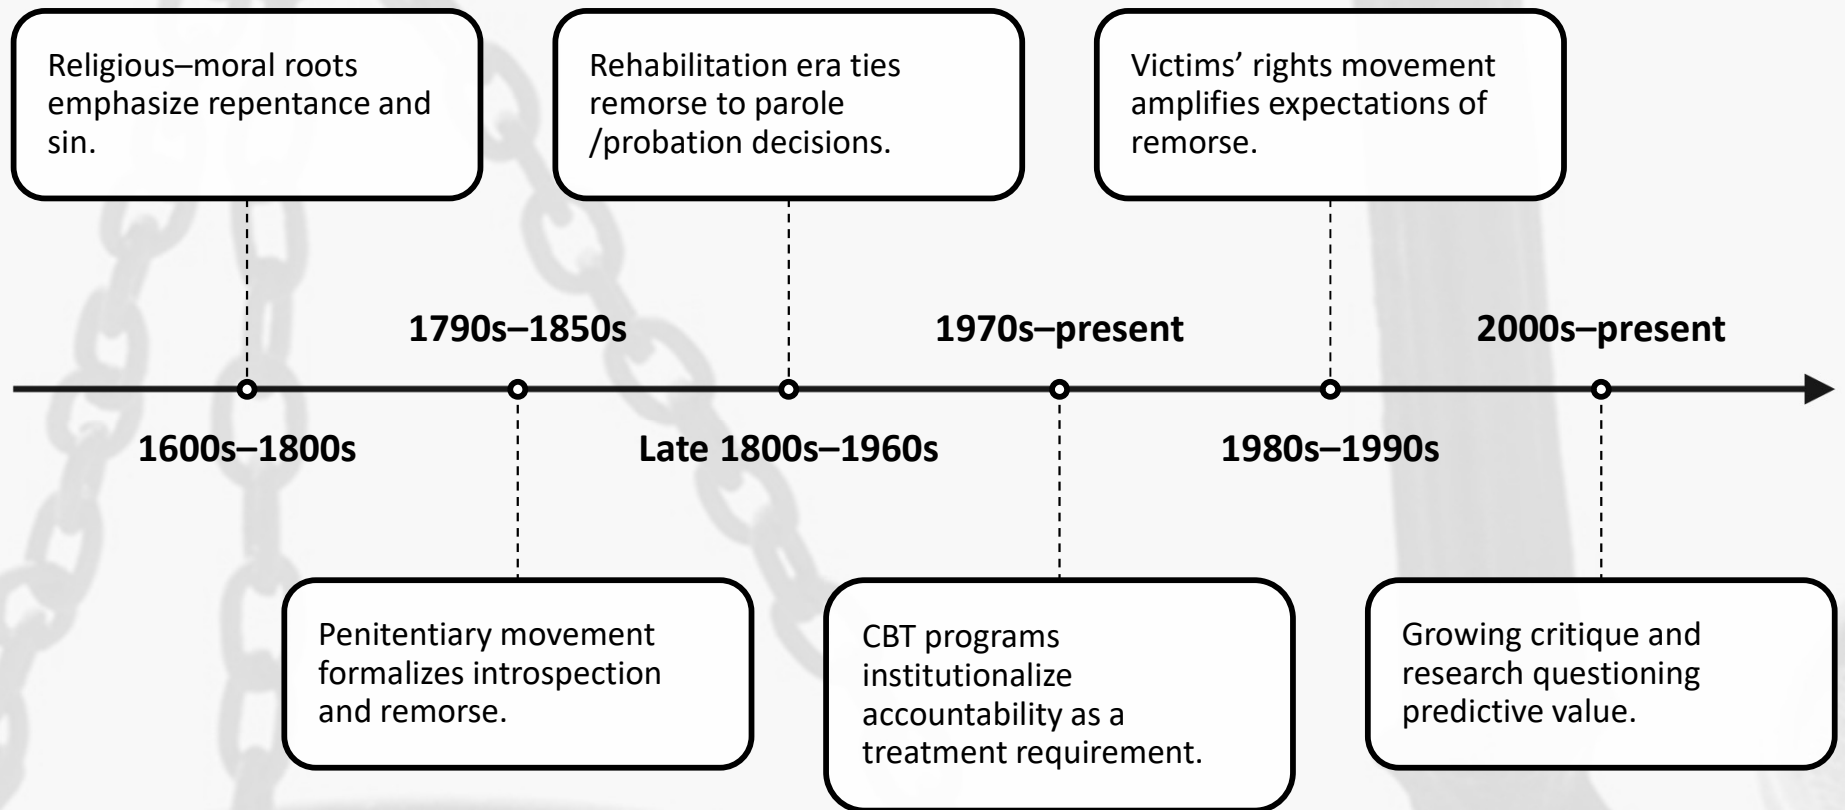 Religious–moral roots
emphasize repentance and
sin.
Rehabilitation era ties
remorse to parole
/probation decisions.
Victims’ rights movement
amplifies expectations of
remorse.
1790s–1850s
1970s–present
2000s–present
1600s–1800s
Late 1800s–1960s
1980s–1990s
Penitentiary movement
formalizes introspection
and remorse.
CBT programs
institutionalize
accountability as a
treatment requirement.
Growing critique and
research questioning
predictive value.